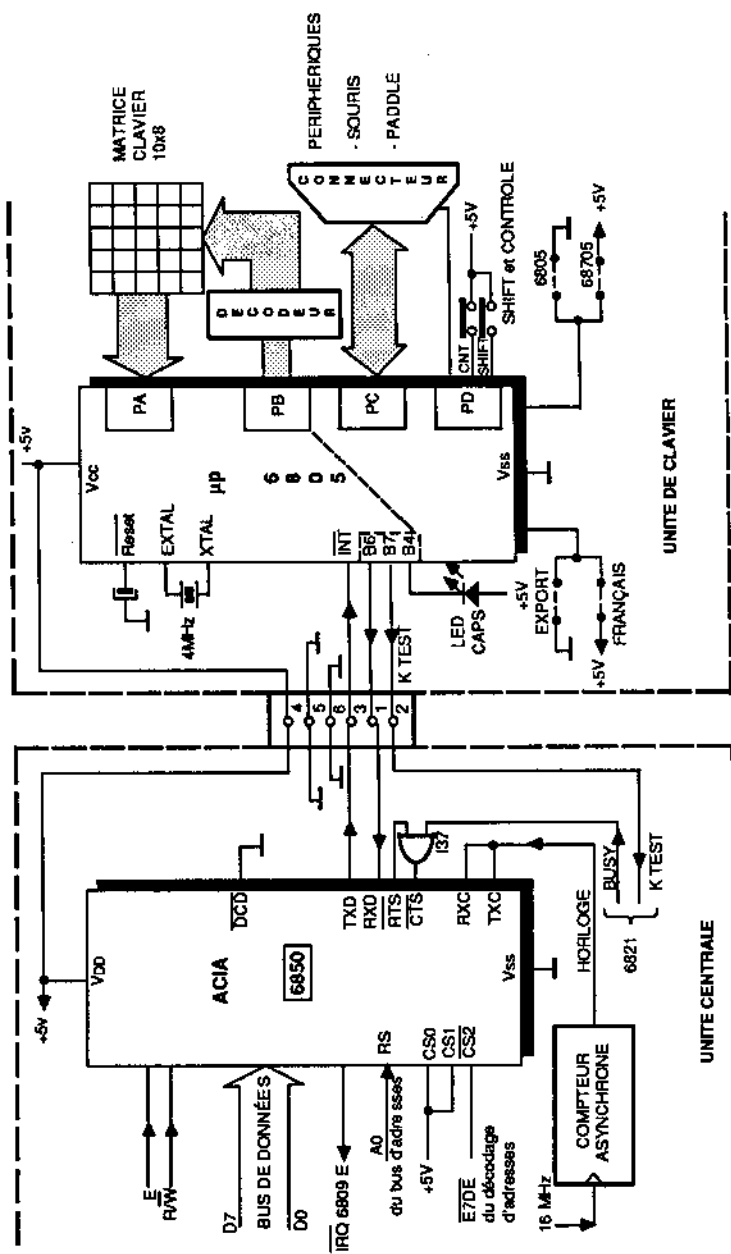 MATRICE
CLAVIER
10x8
PERIPHERIQUES
- SOURIS
- PADDLE
CONNECTEUR
DECODEUR
+5V
SHIFT et CONTROLE
CNT
SHIFT
6805
68705
+5V
PA
PB
PC
PD
+5V
Vcc
Reset
EXTAL
XTAL
4MHz
µp
6805
INT
B6
B7
B4
Vss
K TEST
LED
CAPS
+5V
EXPORT
FRANÇAIS
+5V
UNITE DE CLAVIER
4
5
6
3
1
2
+5V
VDD
DCD
ACIA
6850
TXD
RXD
RTS
CTS
I37
RXC
TXC
Vss
RS
CS0
CS1
CS2
E
R/W
D7
BUS DE DONNÉES
D0
IRQ 6809 E
A0
du bus d'adresses
+5V
E7DE
du décodage
d'adresses
HORLOGE
BUSY
K TEST
6821
COMPTEUR
ASYNCHRONE
16 MHz
UNITE CENTRALE